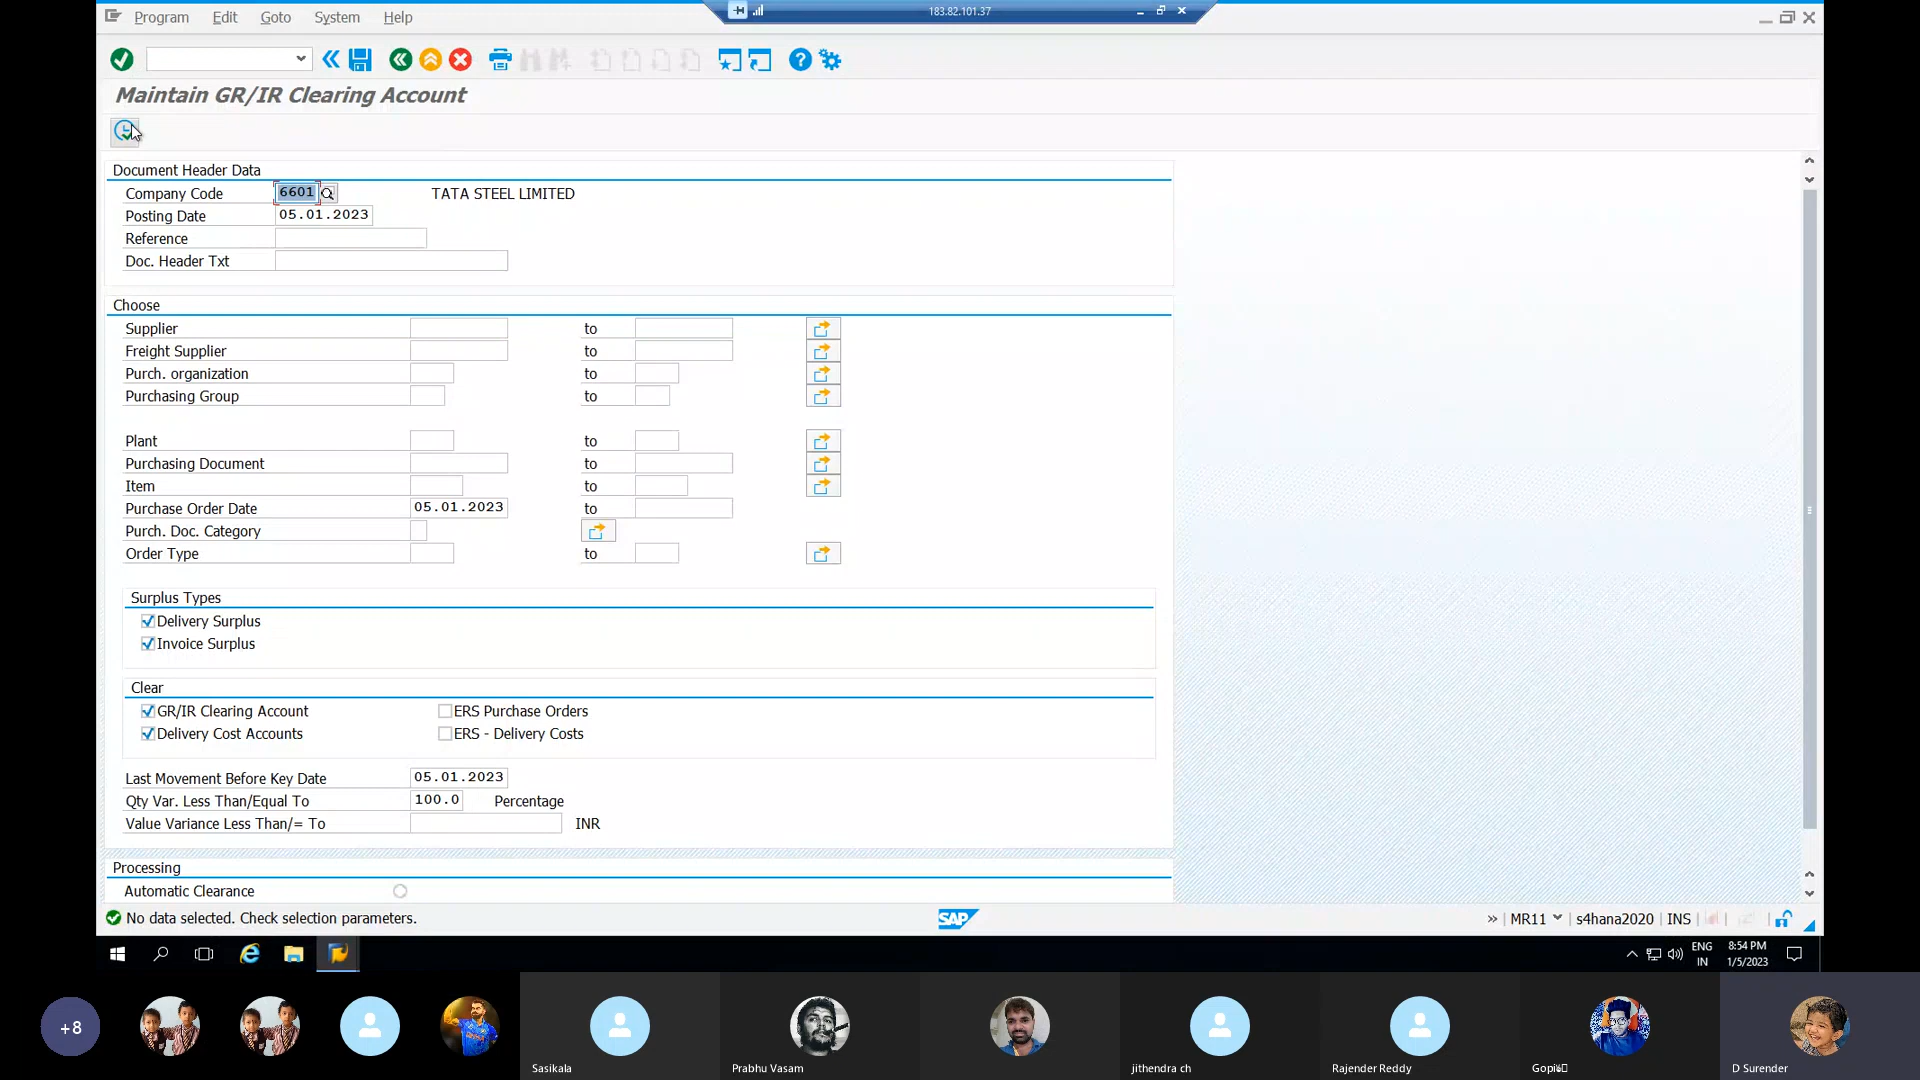 Program Edit Goto System Help
183.82.101.37
Maintain GR/IR Clearing Account
Document Header Data
Company Code 6601 TATA STEEL LIMITED
Posting Date 05.01.2023
Reference
Doc. Header Txt
Choose
Supplier to
Freight Supplier to
Purch. organization to
Purchasing Group to
Plant to
Purchasing Document to
Item to
Purchase Order Date 05.01.2023 to
Purch. Doc. Category
Order Type to
Surplus Types
Delivery Surplus
Invoice Surplus
Clear
GR/IR Clearing Account ERS Purchase Orders
Delivery Cost Accounts ERS - Delivery Costs
Last Movement Before Key Date 05.01.2023
Qty Var. Less Than/Equal To 100.0 Percentage
Value Variance Less Than/= To INR
Processing
Automatic Clearance
No data selected. Check selection parameters. SAP MR11 s4hana2020 INS
ENG 8:54 PM
IN 1/5/2023
+8
Sasikala Prabhu Vasam jithendra ch Rajender Reddy D Surender